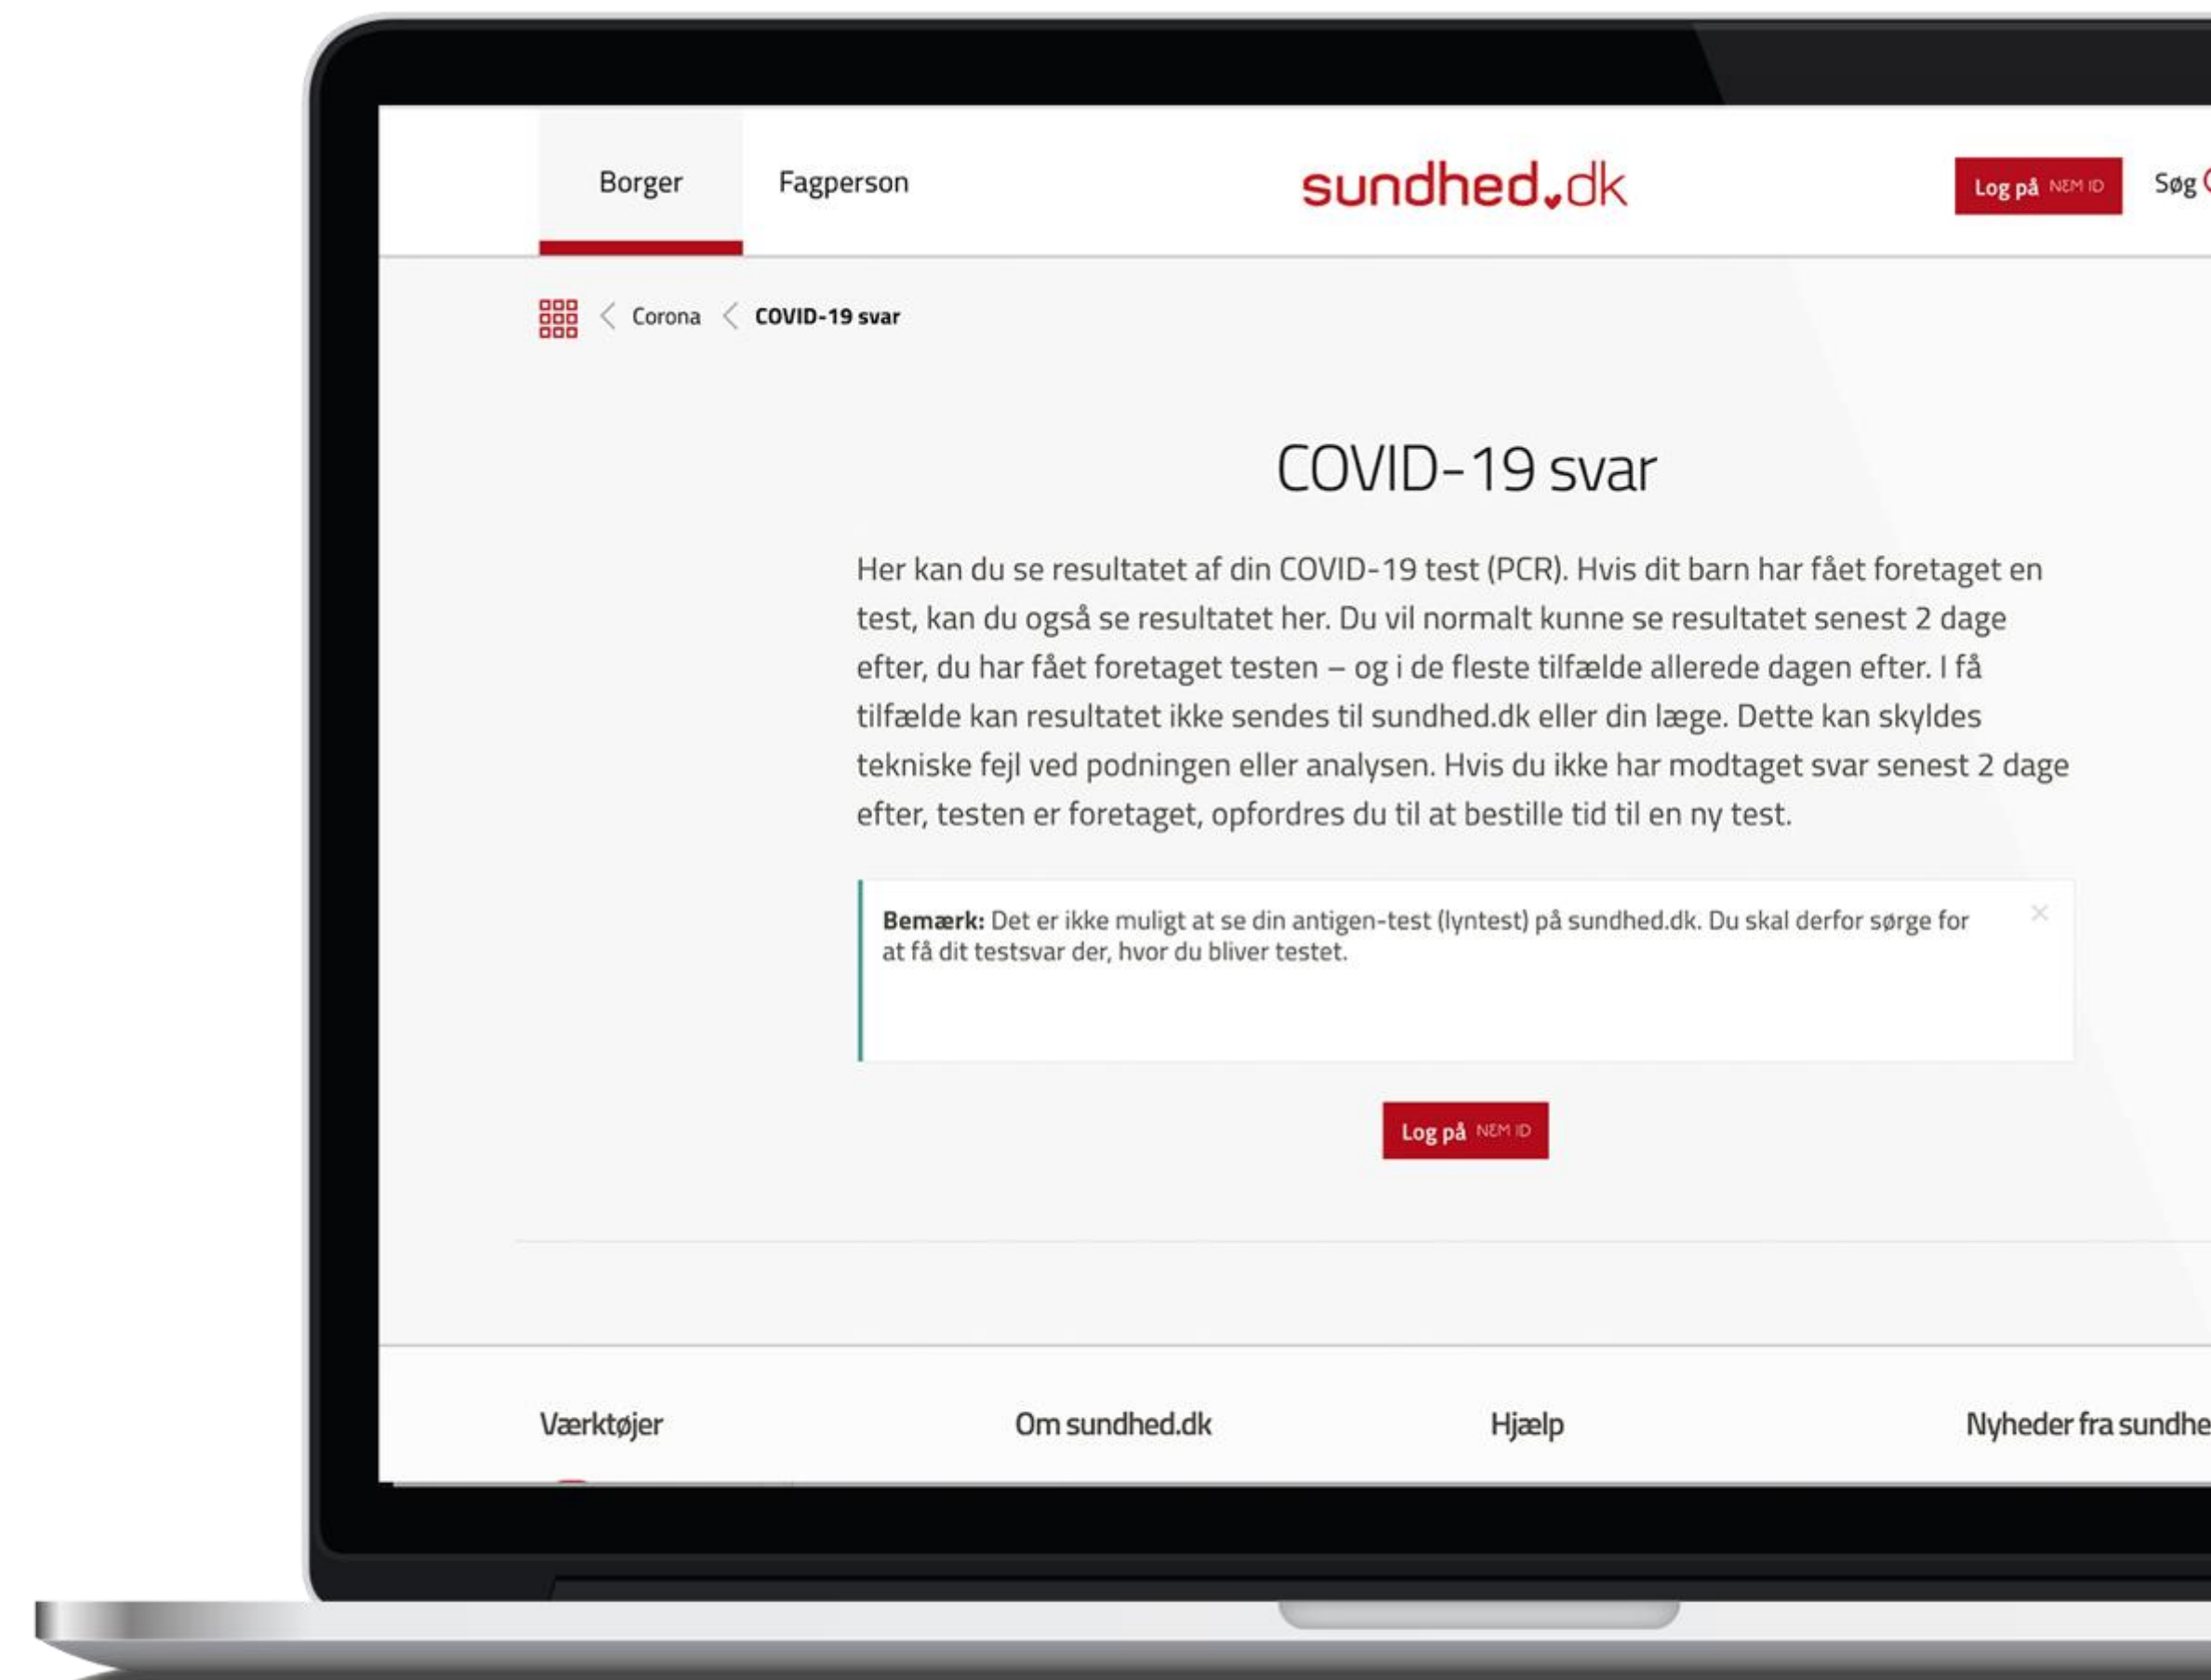 Borger
Fagperson
sundhed.dk
Log på NEM ID
Søg
Corona
COVID-19 svar
COVID-19 svar
Her kan du se resultatet af din COVID-19 test (PCR). Hvis dit barn har fået foretaget en
test, kan du også se resultatet her. Du vil normalt kunne se resultatet senest 2 dage
efter, du har fået foretaget testen – og i de fleste tilfælde allerede dagen efter. I få
tilfælde kan resultatet ikke sendes til sundhed.dk eller din læge. Dette kan skyldes
tekniske fejl ved podningen eller analysen. Hvis du ikke har modtaget svar senest 2 dage
efter, testen er foretaget, opfordres du til at bestille tid til en ny test.
Bemærk: Det er ikke muligt at se din antigen-test (lyntest) på sundhed.dk. Du skal derfor sørge for
at få dit testsvar der, hvor du bliver testet.
Log på NEM ID
Værktøjer
Om sundhed.dk
Hjælp
Nyheder fra sundhe